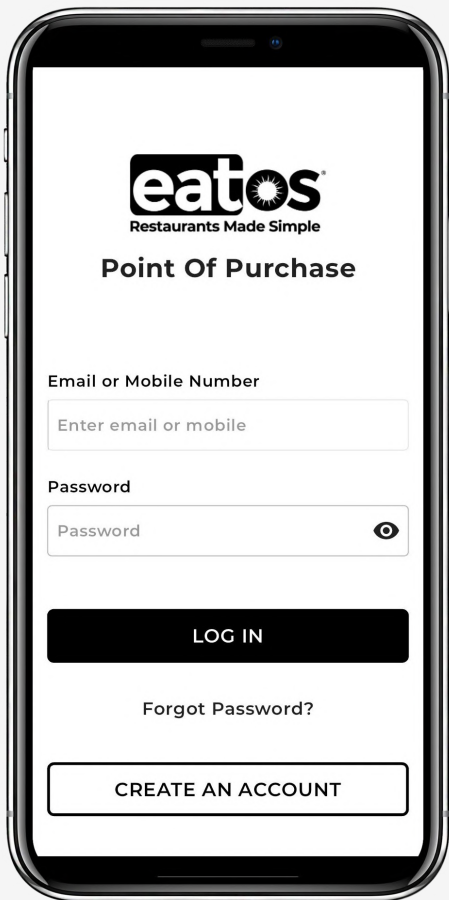 eatos®
Restaurants Made Simple
Point Of Purchase
Email or Mobile Number
Enter email or mobile
Password
Password
LOG IN
Forgot Password?
CREATE AN ACCOUNT